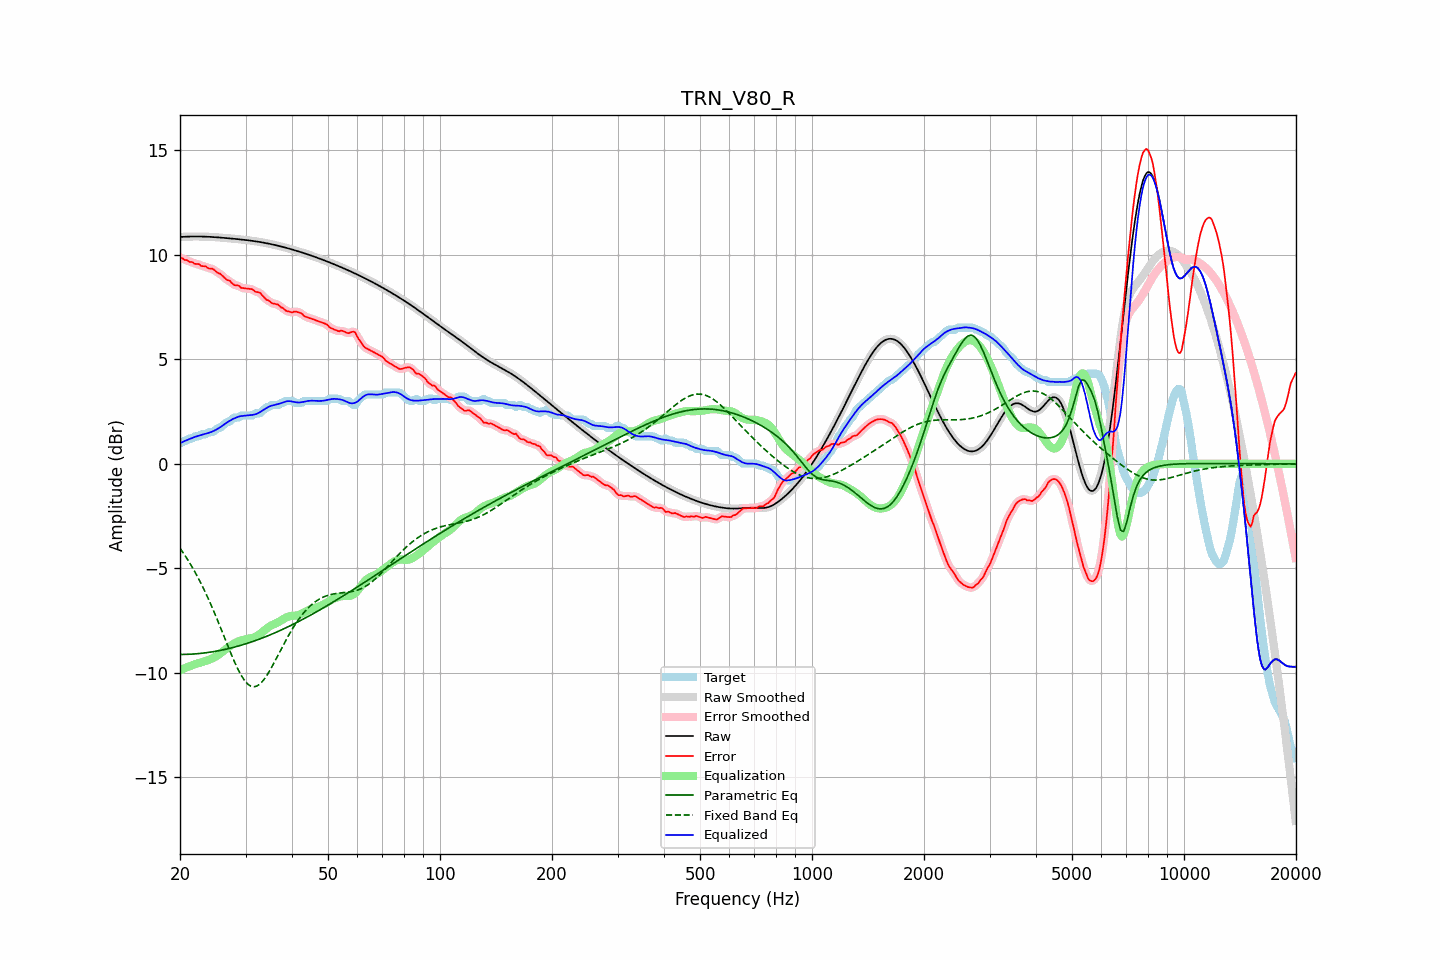 TRN_V80_R
15
10
5
0
−5
−10
−15
Amplitude (dBr)
Target
Raw Smoothed
Error Smoothed
Raw
Error
Equalization
Parametric Eq
Fixed Band Eq
Equalized
20 50 100 200 500 1000 2000 5000 10000 20000
Frequency (Hz)